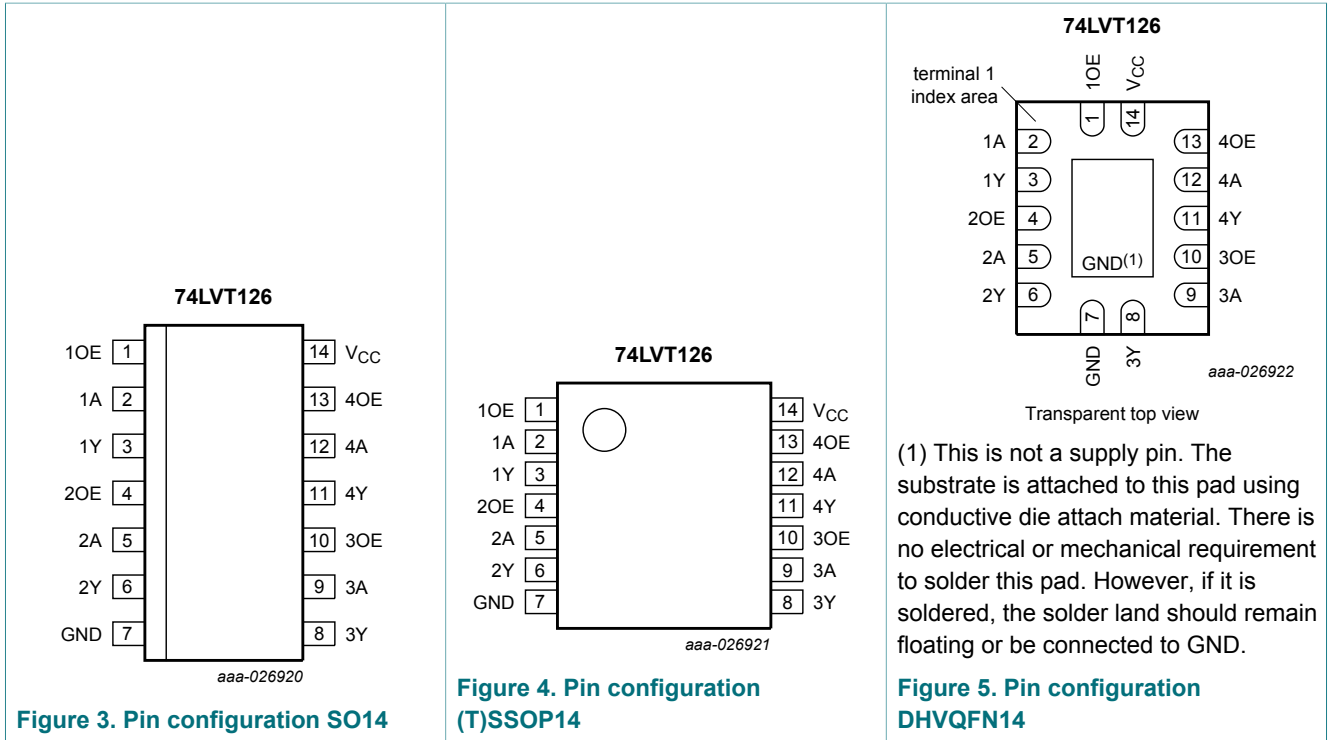 74LVT126
1OE 1
1A 2
1Y 3
2OE 4
2A 5
2Y 6
GND 7
14 VCC
13 4OE
12 4A
11 4Y
10 3OE
9 3A
8 3Y
aaa-026920
Figure 3. Pin configuration SO14
74LVT126
1OE 1
1A 2
1Y 3
2OE 4
2A 5
2Y 6
GND 7
14 VCC
13 4OE
12 4A
11 4Y
10 3OE
9 3A
8 3Y
aaa-026921
Figure 4. Pin configuration
(T)SSOP14
74LVT126
terminal 1
index area
1OE
VCC
1
14
1A 2
1Y 3
2OE 4
2A 5
2Y 6
13 4OE
12 4A
11 4Y
10 3OE
9 3A
GND(1)
7
8
GND
3Y
aaa-026922
Transparent top view
(1) This is not a supply pin. The
substrate is attached to this pad using
conductive die attach material. There is
no electrical or mechanical requirement
to solder this pad. However, if it is
soldered, the solder land should remain
floating or be connected to GND.
Figure 5. Pin configuration
DHVQFN14